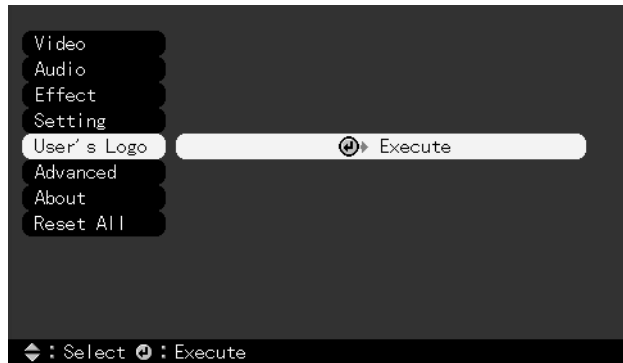 Video
Audio
Effect
Setting
User's Logo Execute
Advanced
About
Reset All
: Select : Execute